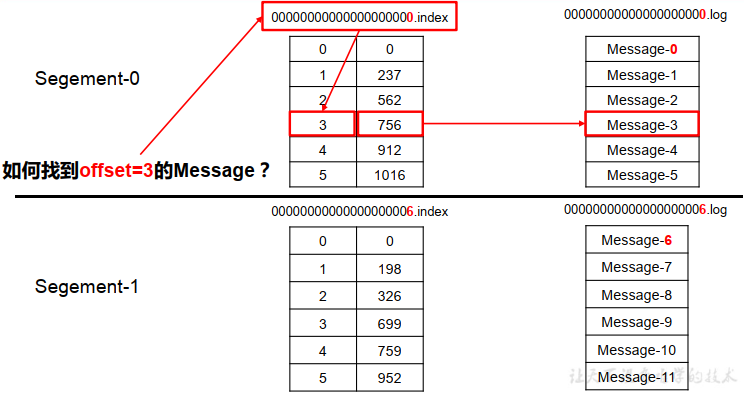 00000000000000000000.index
00000000000000000000.log
Segement-0
0 0
1 237
2 562
3 756
4 912
5 1016
Message-0
Message-1
Message-2
Message-3
Message-4
Message-5
如何找到offset=3的Message？
00000000000000000006.index
00000000000000000006.log
Segement-1
0 0
1 198
2 326
3 699
4 759
5 952
Message-6
Message-7
Message-8
Message-9
Message-10
Message-11